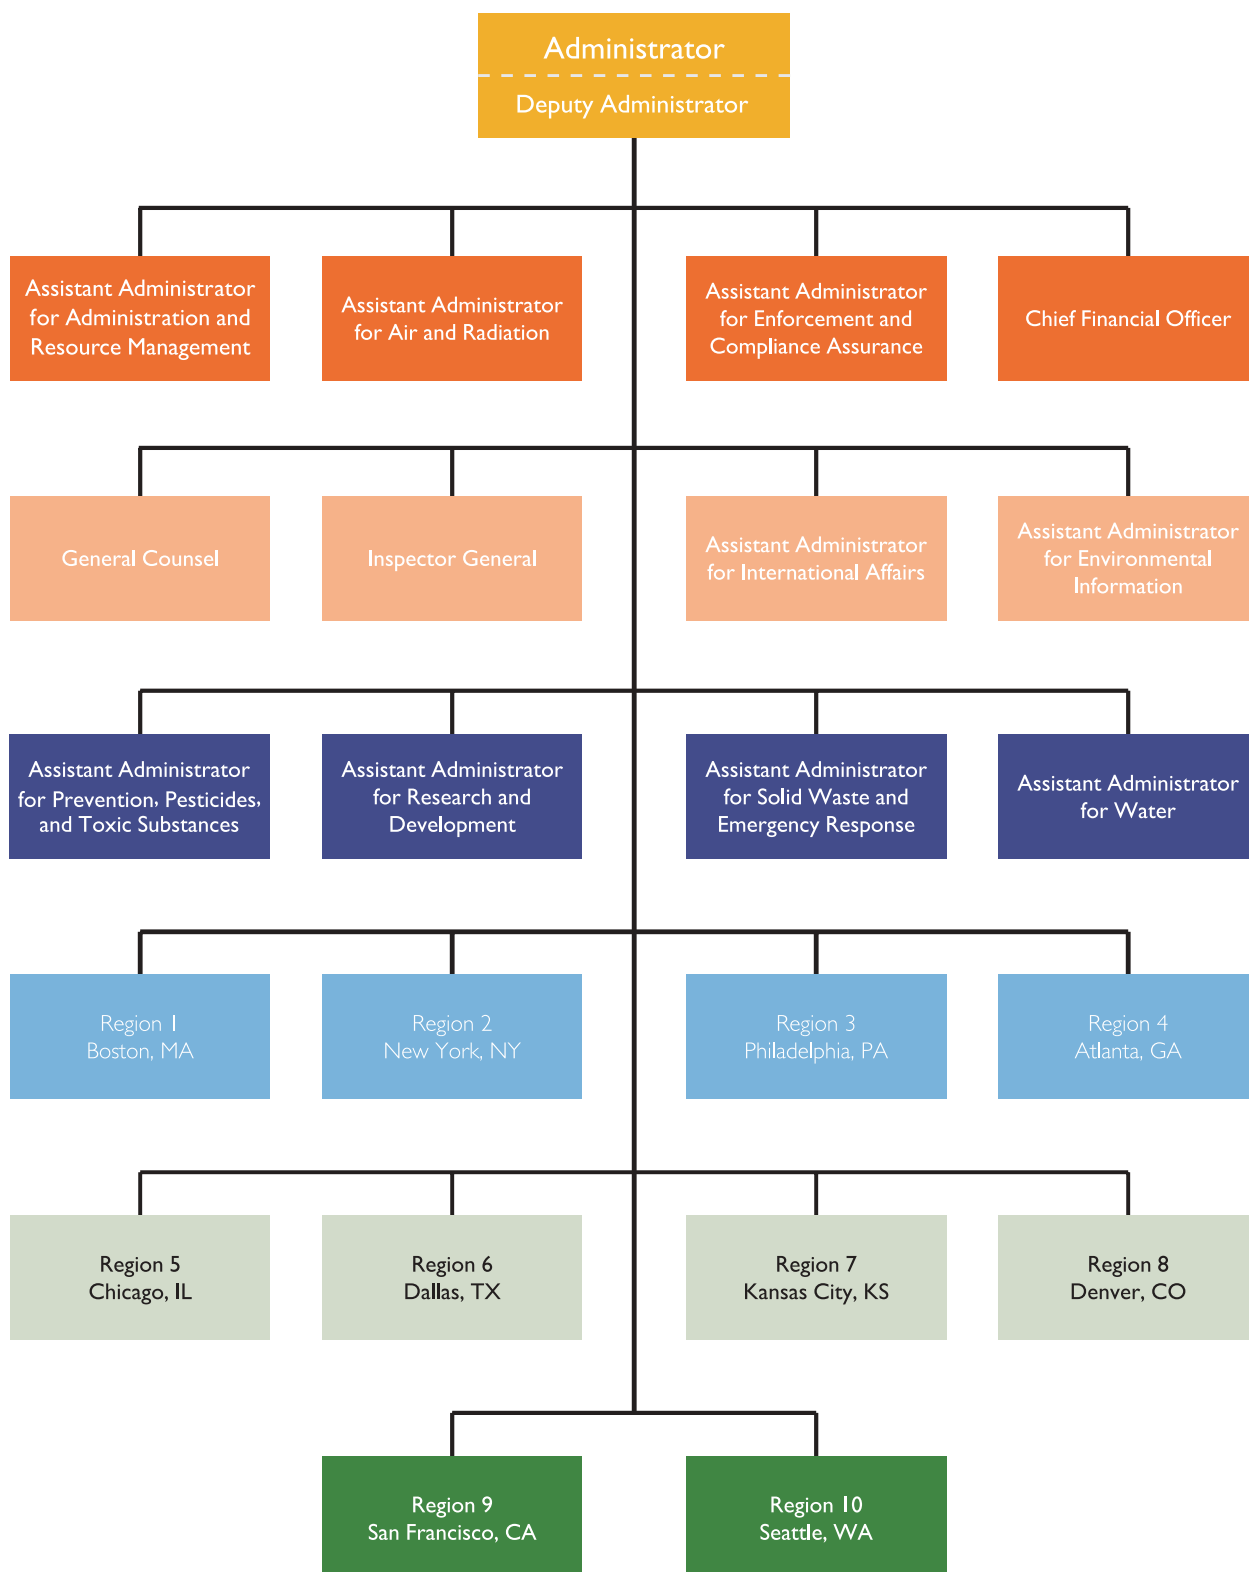 Administrator
Deputy Administrator
Assistant Administrator
for Administration and
Resource Management
Assistant Administrator
for Air and Radiation
Assistant Administrator
for Enforcement and
Compliance Assurance
Chief Financial Officer
General Counsel
Inspector General
Assistant Administrator
for International Affairs
Assistant Administrator
for Environmental
Information
Assistant Administrator
for Prevention, Pesticides,
and Toxic Substances
Assistant Administrator
for Research and
Development
Assistant Administrator
for Solid Waste and
Emergency Response
Assistant Administrator
for Water
Region 1
Boston, MA
Region 2
New York, NY
Region 3
Philadelphia, PA
Region 4
Atlanta, GA
Region 5
Chicago, IL
Region 6
Dallas, TX
Region 7
Kansas City, KS
Region 8
Denver, CO
Region 9
San Francisco, CA
Region 10
Seattle, WA